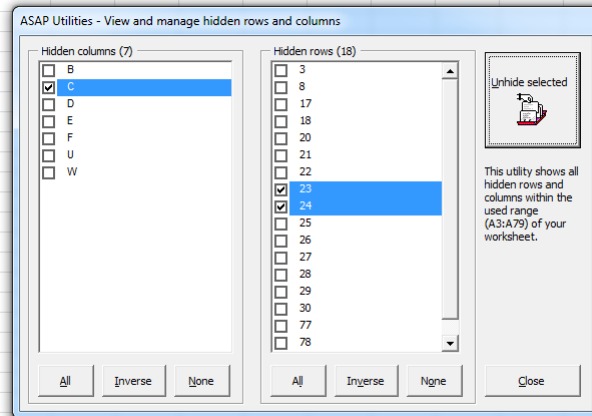 ASAP Utilities - View and manage hidden rows and columns
Hidden columns (7)
B
C
D
E
F
U
W
All
Inverse
None
Hidden rows (18)
3
8
17
18
20
21
22
23
24
25
26
27
28
29
30
77
78
All
Inverse
None
Unhide selected
This utility shows all
hidden rows and
columns within the
used range
(A3:A79) of your
worksheet.
Close